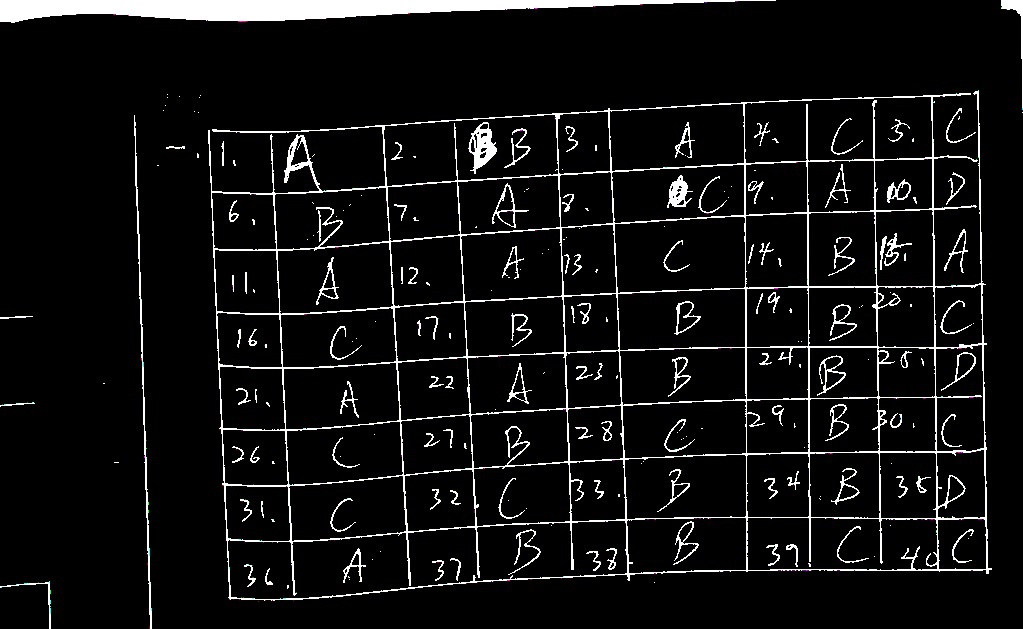 一. 1. A 2. B 3. A 4. C 5. C
6. B 7. A 8. C 9. A 10. D
11. A 12. A 13. C 14. B 15. A
16. C 17. B 18. B 19. B 20. C
21. A 22 A 23. B 24. B 25. D
26. C 27. B 28. C 29. B 30. C
31. C 32. C 33. B 34 B 35. D
36. A 37 B 38. B 39 C 40 C